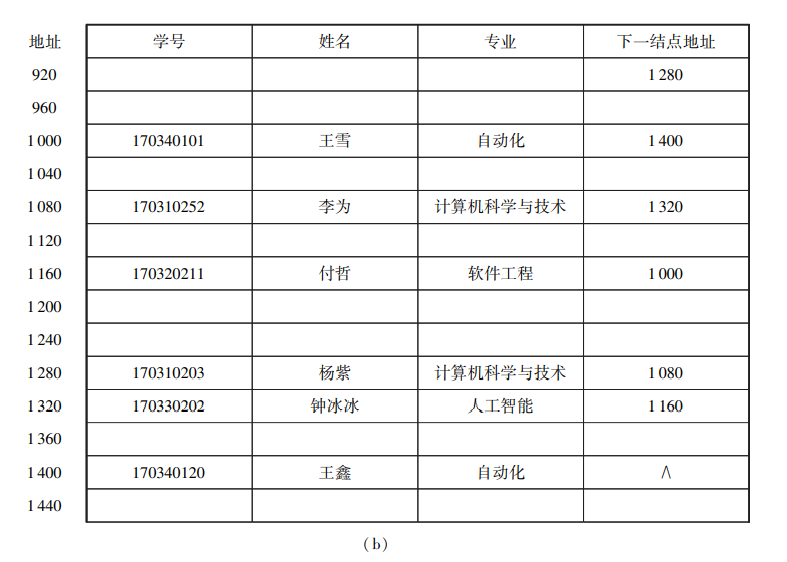 地址 学号 姓名 专业 下一结点地址
920 1 280
960
1 000 170340101 王雪 自动化 1 400
1 040
1 080 170310252 李为 计算机科学与技术 1 320
1 120
1 160 170320211 付哲 软件工程 1 000
1 200
1 240
1 280 170310203 杨紫 计算机科学与技术 1 080
1 320 170330202 钟冰冰 人工智能 1 160
1 360
1 400 170340120 王鑫 自动化 ∧
1 440
(b)